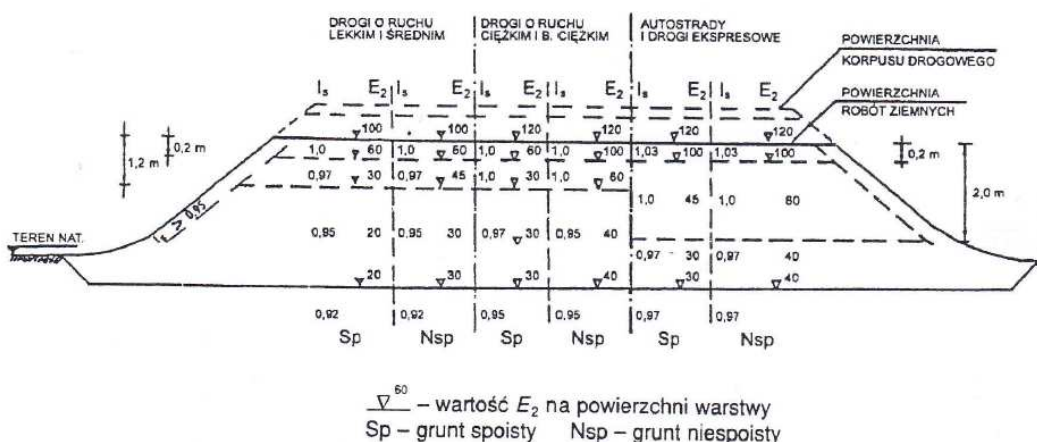 DROGI O RUCHU
LEKKIM I ŚREDNIM
DROGI O RUCHU
CIĘŻKIM I B. CIĘŻKIM
AUTOSTRADY
I DROGI EKSPRESOWE
POWIERZCHNIA
KORPUSU DROGOWEGO
POWIERZCHNIA
ROBÓT ZIEMNYCH
Is E2 Is E2 Is E2 Is E2 Is E2 Is E2
100 100 120 120 120 120
1,0 60 1,0 60 1,0 60 1,0 100 1,03 100 1,03 100
0,2 m
0,2 m
1,2 m
2,0 m
0,97 30 0,97 45 1,0 30 1,0 60
1,0 45 1,0 60
Is ≥ 0,95
TEREN NAT.
0,95 20 0,95 30 0,97 30 0,95 40
0,97 30 0,97 40
20 30 30 40 30 40
0,92 0,92 0,95 0,95 0,97 0,97
Sp Nsp Sp Nsp Sp Nsp
60 – wartość E2 na powierzchni warstwy
Sp – grunt spoisty Nsp – grunt niespoisty